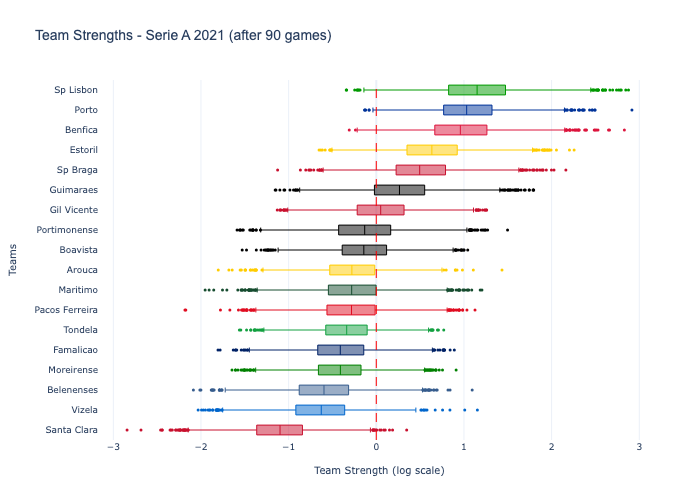 Team Strengths - Serie A 2021 (after 90 games)
Teams
Sp Lisbon
Porto
Benfica
Estoril
Sp Braga
Guimaraes
Gil Vicente
Portimonense
Boavista
Arouca
Maritimo
Pacos Ferreira
Tondela
Famalicao
Moreirense
Belenenses
Vizela
Santa Clara
−3 −2 −1 0 1 2 3
Team Strength (log scale)